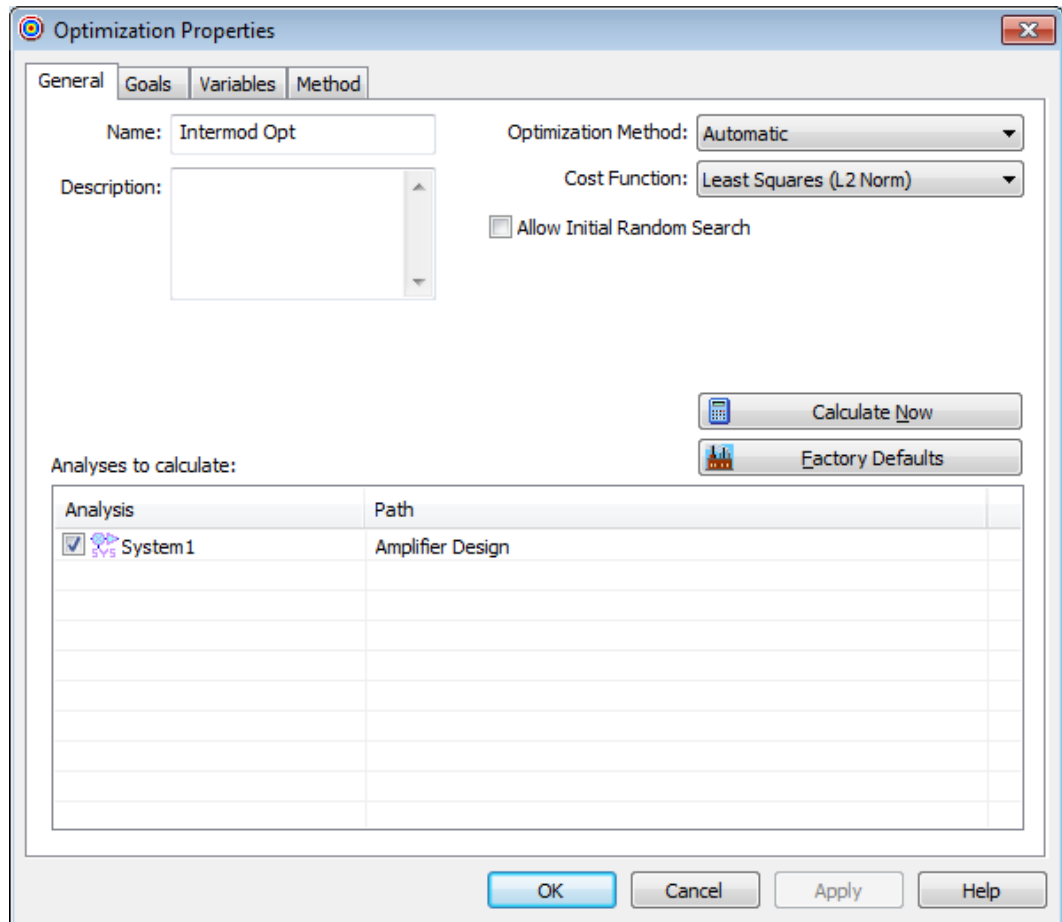 Optimization Properties
General Goals Variables Method
Name: Intermod Opt Optimization Method: Automatic
Description: Cost Function: Least Squares (L2 Norm)
Allow Initial Random Search
Calculate Now
Analyses to calculate: Factory Defaults
Analysis Path
SYS System1 Amplifier Design
OK Cancel Apply Help